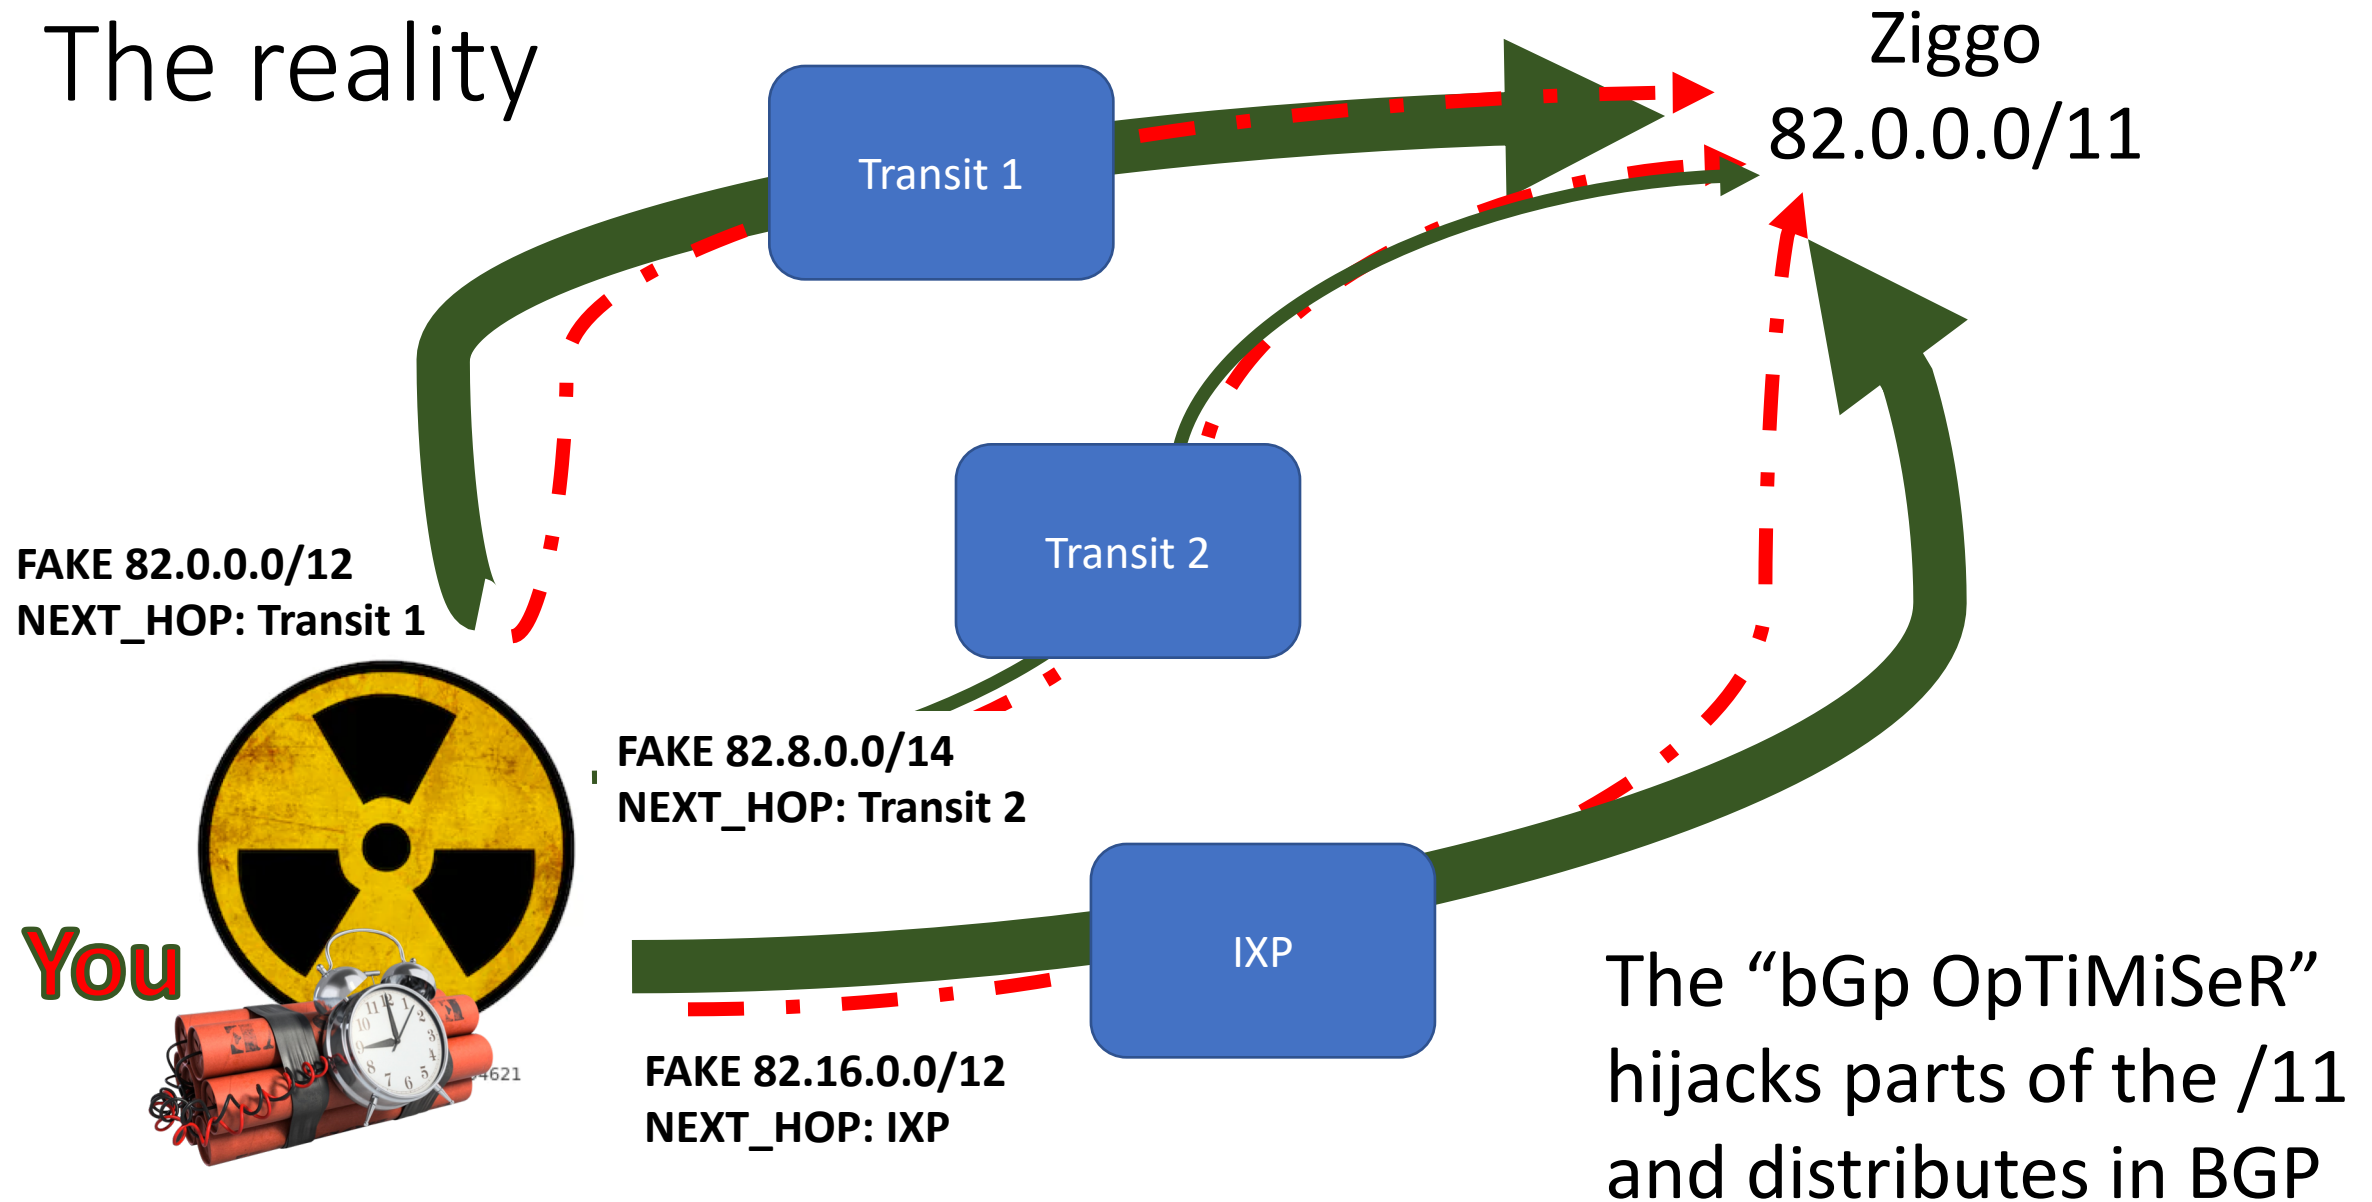 The reality
Ziggo
82.0.0.0/11
Transit 1
Transit 2
FAKE 82.0.0.0/12
NEXT_HOP: Transit 1
FAKE 82.8.0.0/14
NEXT_HOP: Transit 2
You
IXP
FAKE 82.16.0.0/12
NEXT_HOP: IXP
The “bGp OpTiMiSeR”
hijacks parts of the /11
and distributes in BGP